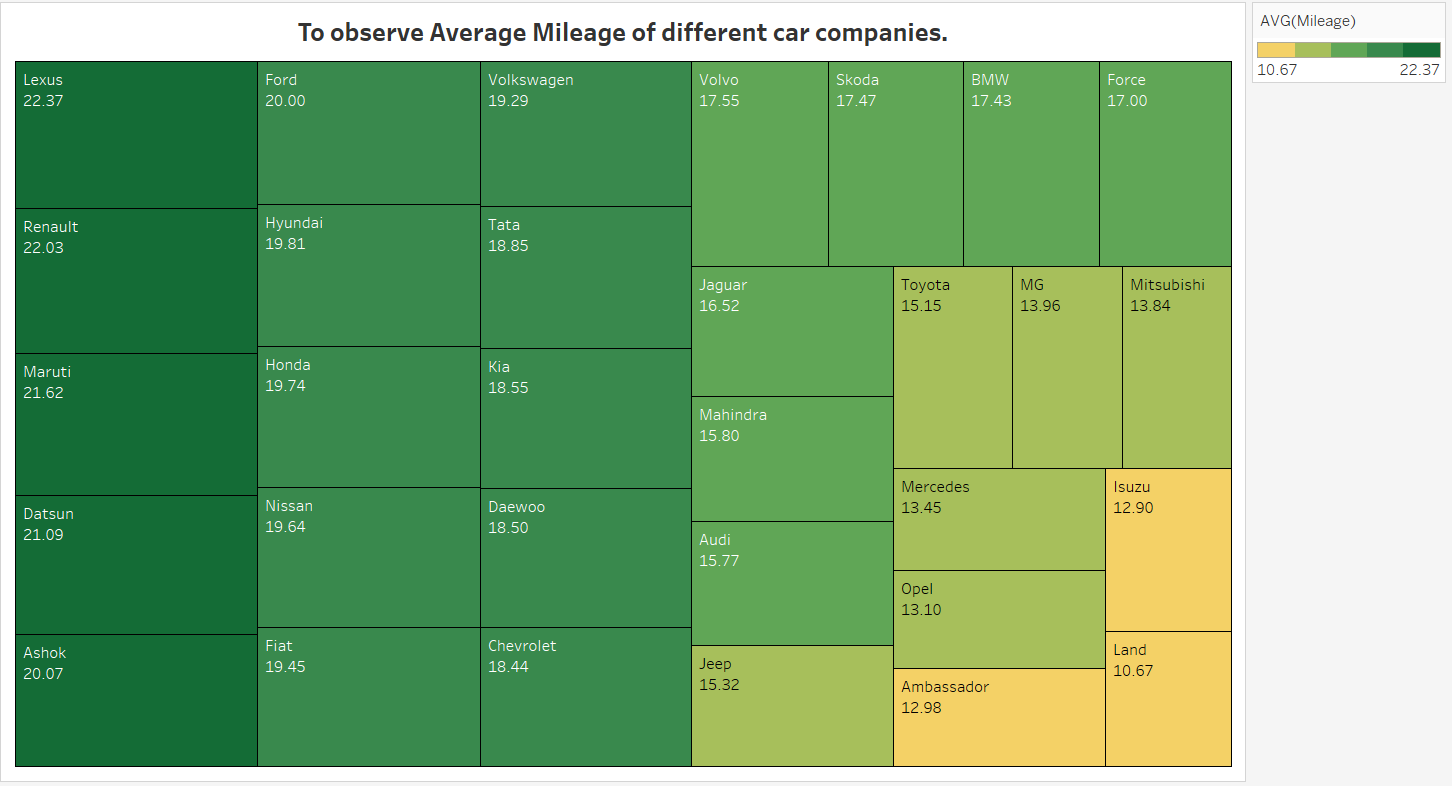 To observe Average Mileage of different car companies.
AVG(Mileage)
10.67 22.37
Lexus
22.37
Renault
22.03
Maruti
21.62
Datsun
21.09
Ashok
20.07
Ford
20.00
Hyundai
19.81
Honda
19.74
Nissan
19.64
Fiat
19.45
Volkswagen
19.29
Tata
18.85
Kia
18.55
Daewoo
18.50
Chevrolet
18.44
Volvo
17.55
Skoda
17.47
BMW
17.43
Force
17.00
Jaguar
16.52
Mahindra
15.80
Audi
15.77
Jeep
15.32
Toyota
15.15
MG
13.96
Mitsubishi
13.84
Mercedes
13.45
Opel
13.10
Ambassador
12.98
Isuzu
12.90
Land
10.67